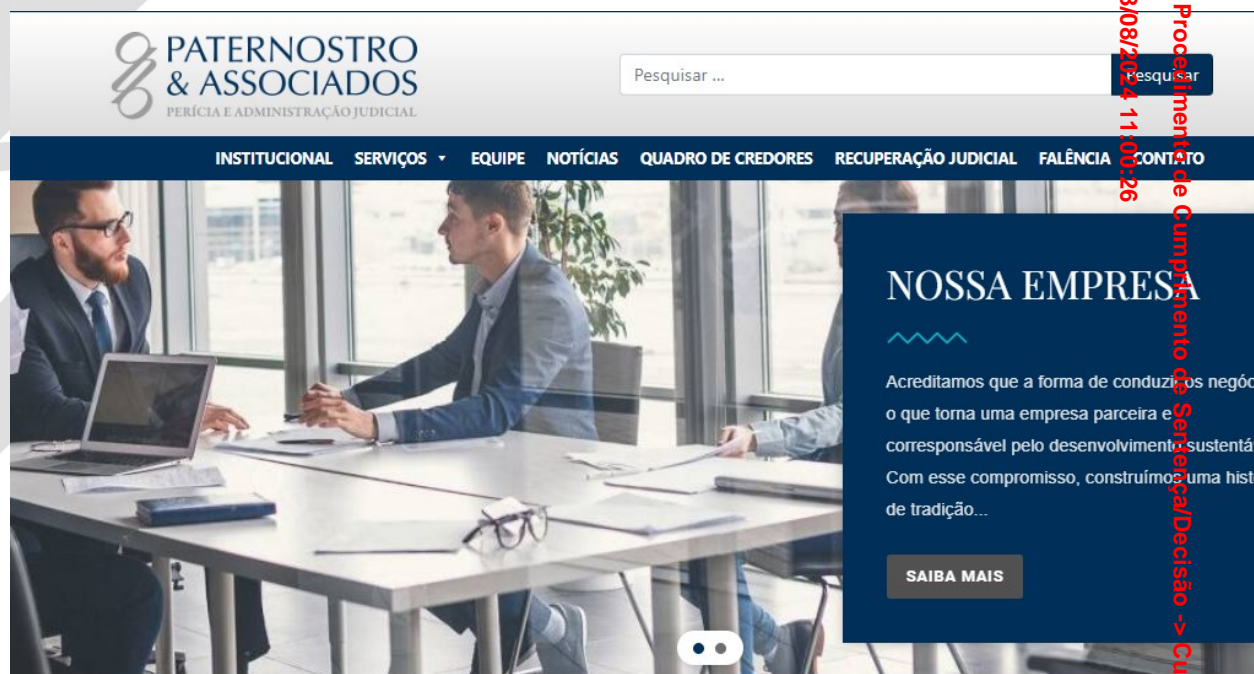 PATERNOSTRO
& ASSOCIADOS
PERÍCIA E ADMINISTRAÇÃO JUDICIAL
Pesquisar ...
Pesquisar
INSTITUCIONAL SERVIÇOS EQUIPE NOTÍCIAS QUADRO DE CREDORES RECUPERAÇÃO JUDICIAL FALÊNCIA CONTATO
NOSSA EMPRESA
Acreditamos que a forma de conduzir os negóc
o que torna uma empresa parceira e
corresponsável pelo desenvolvimento sustentá
Com esse compromisso, construímos uma hist
de tradição...
SAIBA MAIS
Procedimento de Cumprimento de Sentença/Decisão -> Cu
3/08/2024 11:00:26